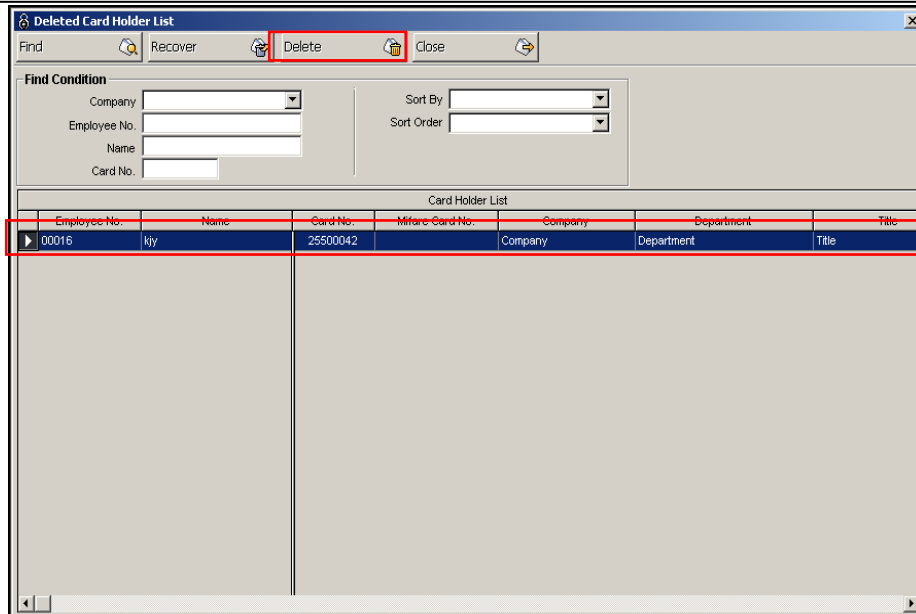 Deleted Card Holder List
Find Recover Delete Close
Find Condition
Company Sort By
Employee No. Sort Order
Name
Card No.
Card Holder List
Employee No. Name Card No. Mifare Card No. Company Department Title
00016 kjy 25500042 Company Department Title